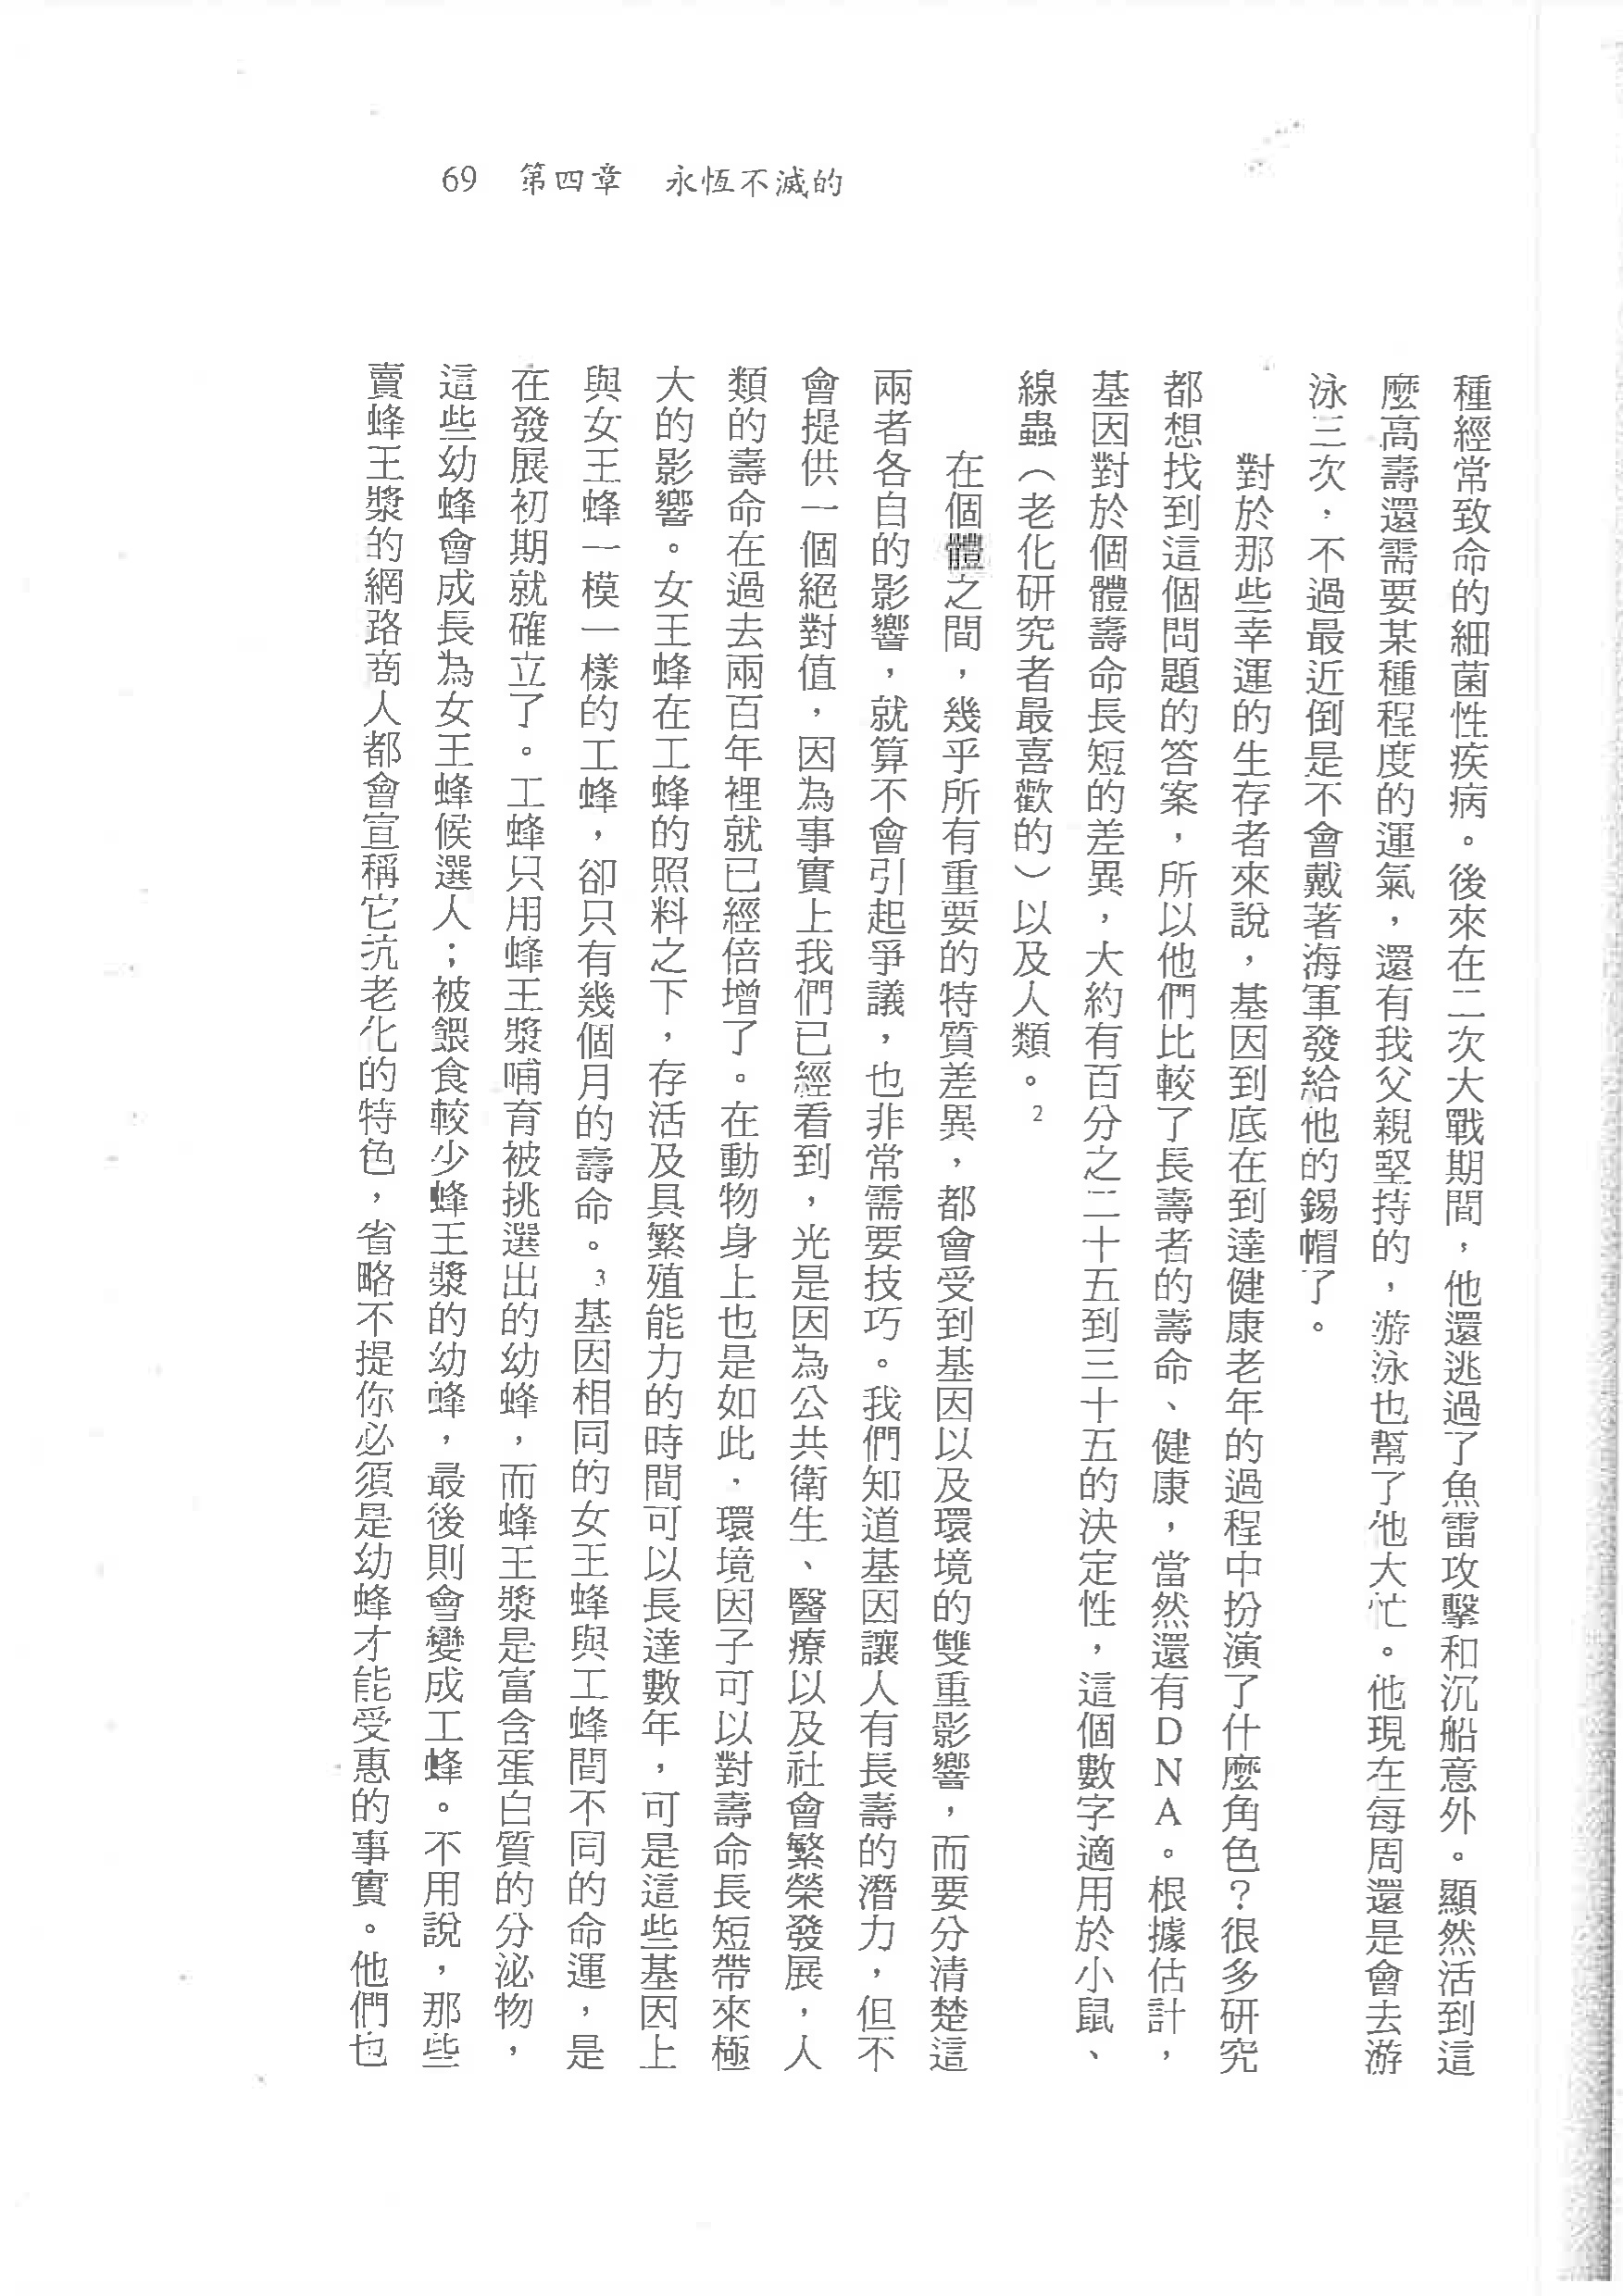 69 第四章 永恆不滅的
種經常致命的細菌性疾病。後來在二次大戰期間，他還逃過了魚雷攻擊和沉船意外。顯然活到這
麼高壽還需要某種程度的運氣，還有我父親堅持的，游泳也幫了他大忙。他現在每周還是會去游
泳三次，不過最近倒是不會戴著海軍發給他的錫帽了。
對於那些幸運的生存者來說，基因到底在到達健康老年的過程中扮演了什麼角色？很多研究
都想找到這個問題的答案，所以他們比較了長壽者的壽命、健康，當然還有DNA。根據估計，
基因對於個體壽命長短的差異，大約有百分之二十五到三十五的決定性，這個數字適用於小鼠、
線蟲（老化研究者最喜歡的）以及人類。2
在個體之間，幾乎所有重要的特質差異，都會受到基因以及環境的雙重影響，而要分清楚這
兩者各自的影響，就算不會引起爭議，也非常需要技巧。我們知道基因讓人有長壽的潛力，但不
會提供一個絕對值，因為事實上我們已經看到，光是因為公共衛生、醫療以及社會繁榮發展，人
類的壽命在過去兩百年裡就已經倍增了。在動物身上也是如此，環境因子可以對壽命長短帶來極
大的影響。女王蜂在工蜂的照料之下，存活及具繁殖能力的時間可以長達數年，可是這些基因上
與女王蜂一模一樣的工蜂，卻只有幾個月的壽命。3基因相同的女王蜂與工蜂間不同的命運，是
在發展初期就確立了。工蜂只用蜂王漿哺育被挑選出的幼蜂，而蜂王漿是富含蛋白質的分泌物，
這些幼蜂會成長為女王蜂候選人；被餵食較少蜂王漿的幼蜂，最後則會變成工蜂。不用說，那些
賣蜂王漿的網路商人都會宣稱它抗老化的特色，省略不提你必須是幼蜂才能受惠的事實。他們也